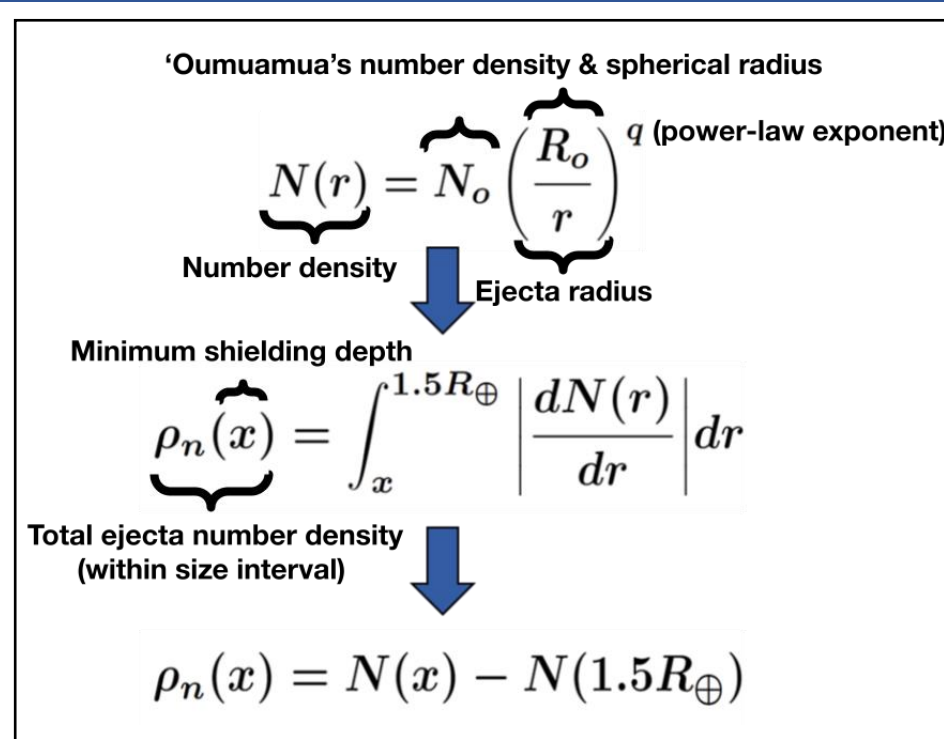 ‘Oumuamua’s number density & spherical radius
N(r) = N_o (R_o / r)^q (power-law exponent)
Number density
Ejecta radius
Minimum shielding depth
ρ_n(x) = ∫_x^{1.5R_⊕} |dN(r)/dr| dr
Total ejecta number density
(within size interval)
ρ_n(x) = N(x) − N(1.5R_⊕)